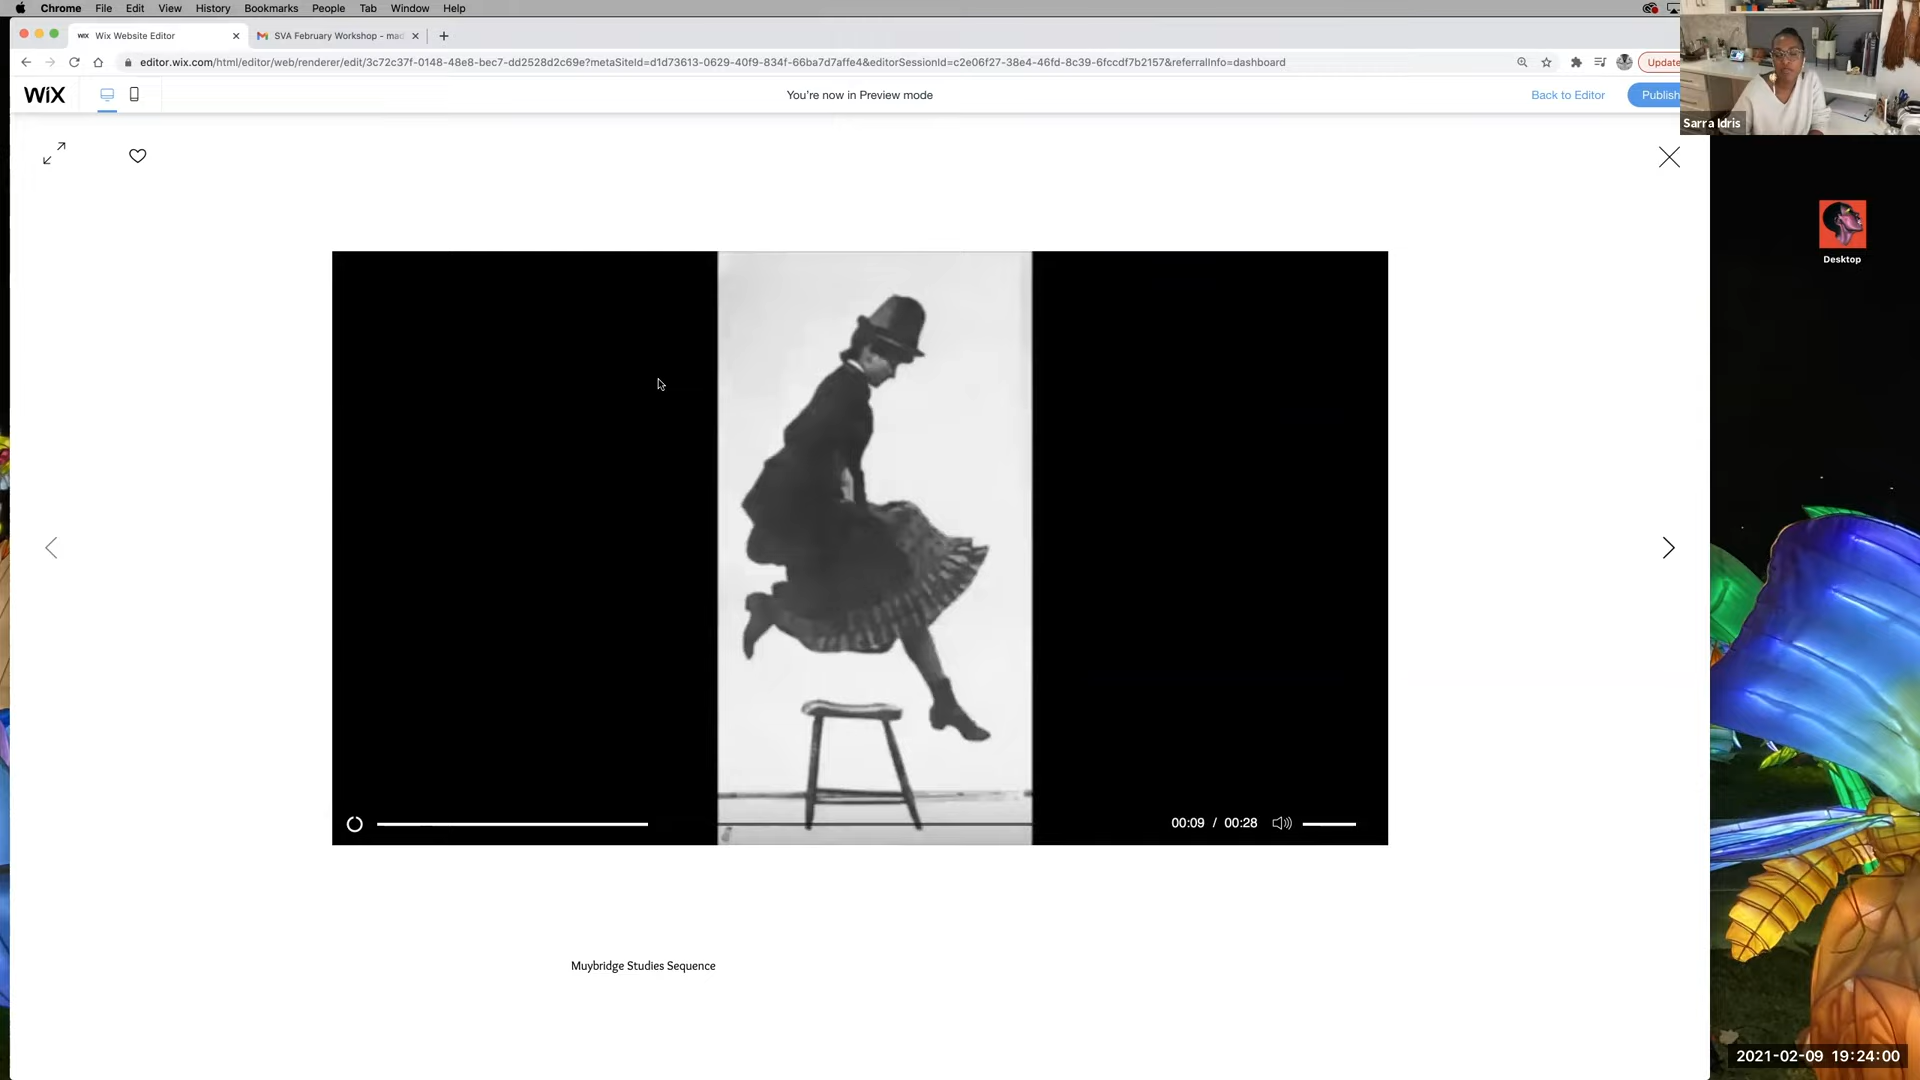 Chrome File Edit View History Bookmarks People Tab Window Help
WiX Wix Website Editor
SVA February Workshop - mad
editor.wix.com/html/editor/web/renderer/edit/3c72c37f-0148-48e8-bec7-dd2528d2c69e?metaSiteId=d1d73613-0629-40f9-834f-66ba7d7affe4&editorSessionId=c2e06f27-38e4-46fd-8c39-6fccdf7b2157&referralInfo=dashboard
Update
WiX
You're now in Preview mode
Back to Editor
Publish
Sarra Idris
Desktop
00:09 / 00:28
Muybridge Studies Sequence
2021-02-09 19:24:00